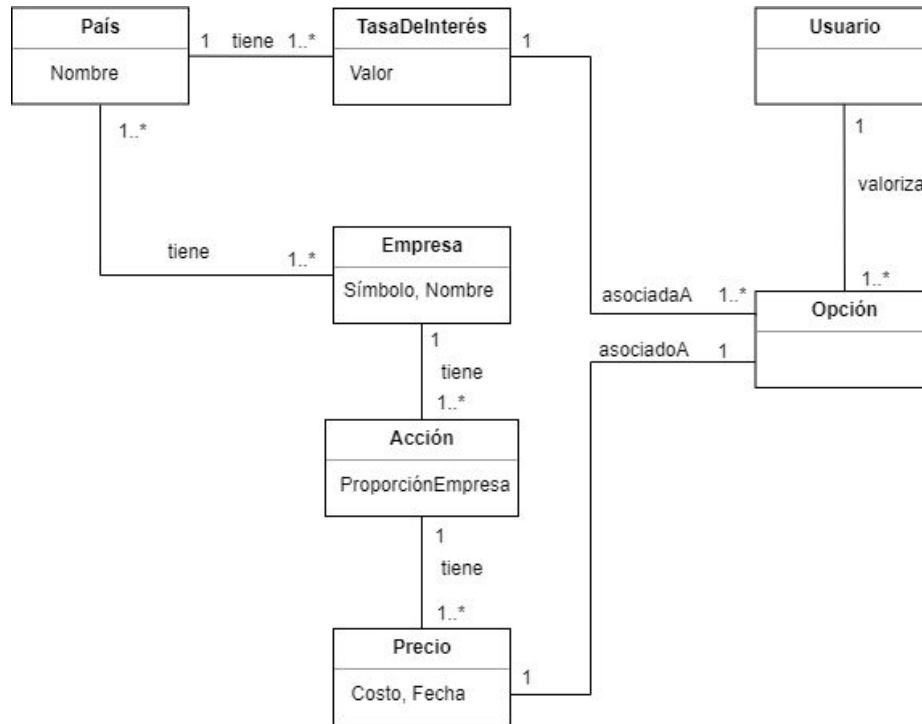 País
Nombre
1 tiene 1..*
TasaDeInterés
Valor
1
Usuario
1
valoriza
1..*
1..*
tiene
1..*
Empresa
Símbolo, Nombre
1
tiene
1..*
asociadaA 1..*
Opción
asociadoA 1
Acción
ProporciónEmpresa
1
tiene
1..*
Precio
Costo, Fecha
1